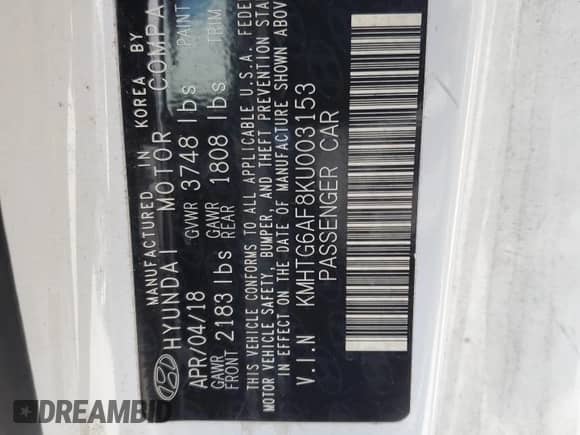 MANUFACTURED IN KOREA BY
HYUNDAI MOTOR COMPA
APR/04/18 GVWR 3748 lbs PAINT
GAWR FRONT 2183 lbs GAWR REAR 1808 lbs TRIM
THIS VEHICLE CONFORMS TO ALL APPLICABLE U.S.A. FEDE
MOTOR VEHICLE SAFETY, BUMPER, AND THEFT PREVENTION STA
IN EFFECT ON THE DATE OF MANUFACTURE SHOWN ABOV
V.I.N KMHTG6AF8KU003153
PASSENGER CAR
DREAMBID